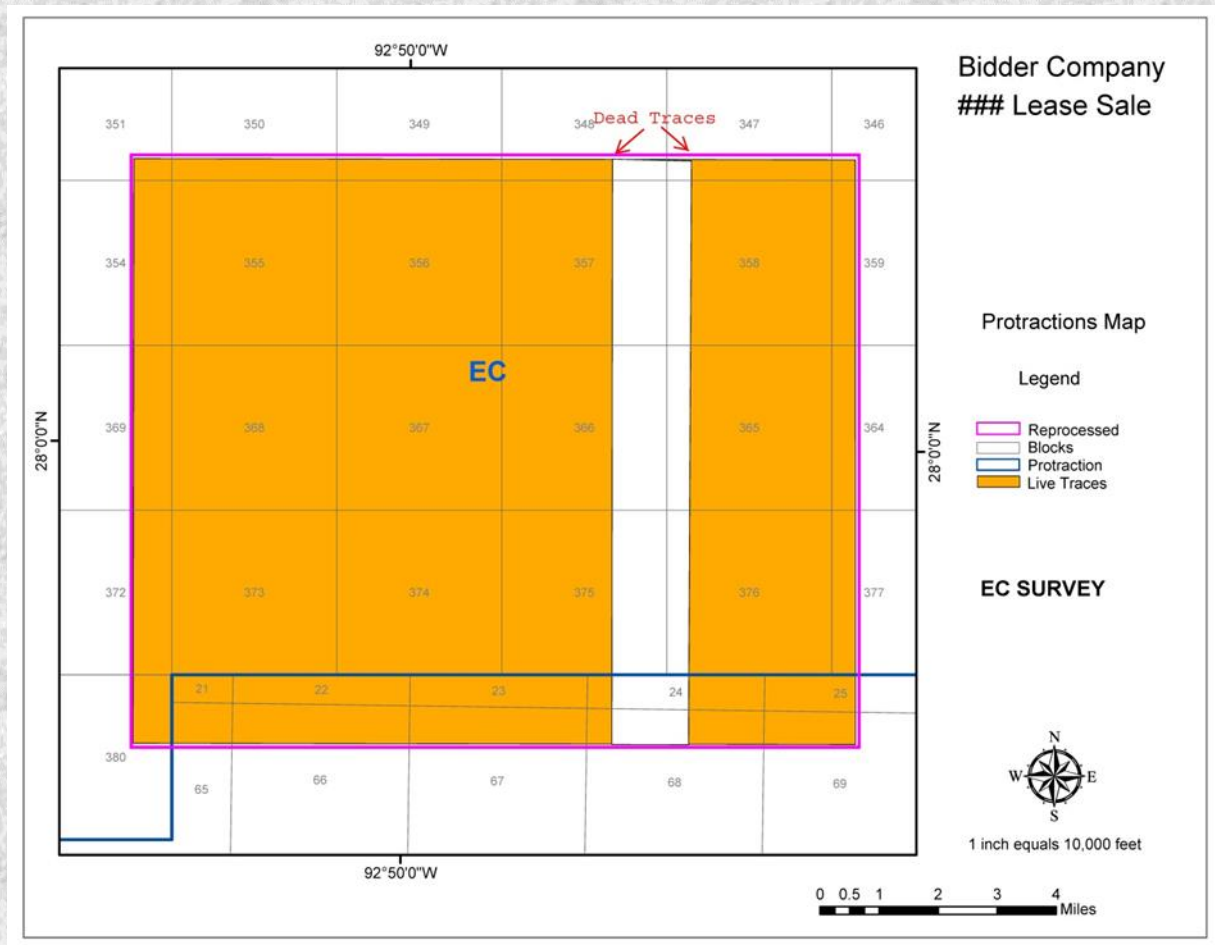 92°50'0"W
Bidder Company
### Lease Sale
351
350
349
348
Dead Traces
347
346
354
355
356
357
358
359
Protractions Map
EC
Legend
28°0'0"N
369
368
367
366
365
364
28°0'0"N
Reprocessed
Blocks
Protraction
Live Traces
372
373
374
375
376
377
EC SURVEY
21
22
23
24
25
380
65
66
67
68
69
N
W
E
S
1 inch equals 10,000 feet
92°50'0"W
0 0.5 1 2 3 4
Miles